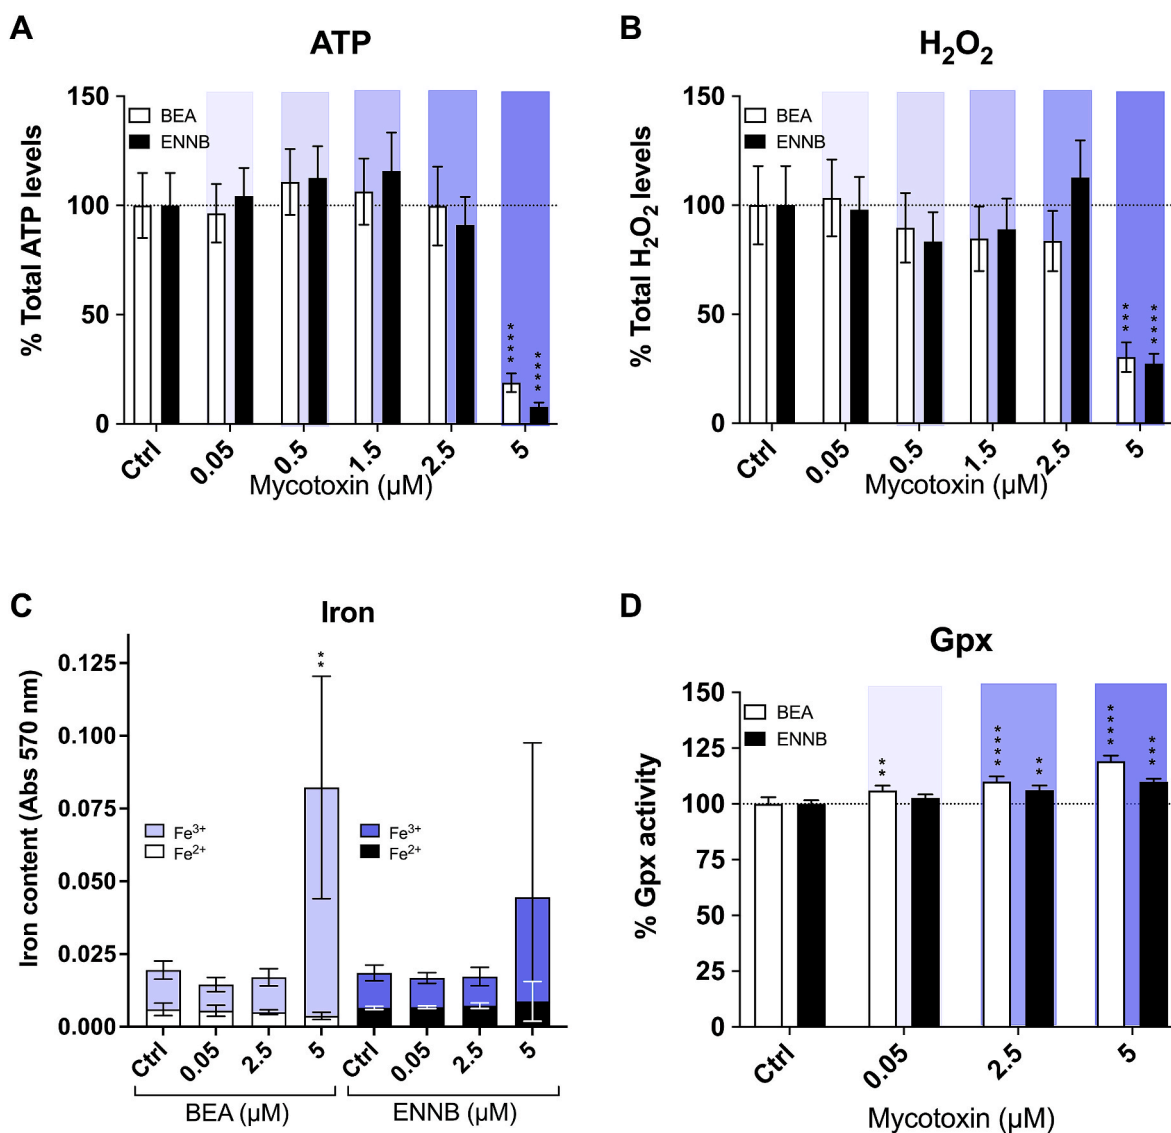 A
ATP
% Total ATP levels
150
100
50
0
BEA
ENNB
****
****
Ctrl
0.05
0.5
1.5
2.5
5
Mycotoxin (µM)
B
H₂O₂
% Total H₂O₂ levels
150
100
50
0
BEA
ENNB
***
****
Ctrl
0.05
0.5
1.5
2.5
5
Mycotoxin (µM)
C
Iron
Iron content (Abs 570 nm)
0.125
0.100
0.075
0.050
0.025
0.000
**
Fe³⁺
Fe²⁺
Fe³⁺
Fe²⁺
Ctrl
0.05
2.5
5
Ctrl
0.05
2.5
5
BEA (µM)
ENNB (µM)
D
Gpx
% Gpx activity
150
125
100
75
50
25
0
BEA
ENNB
**
****
**
****
***
Ctrl
0.05
2.5
5
Mycotoxin (µM)